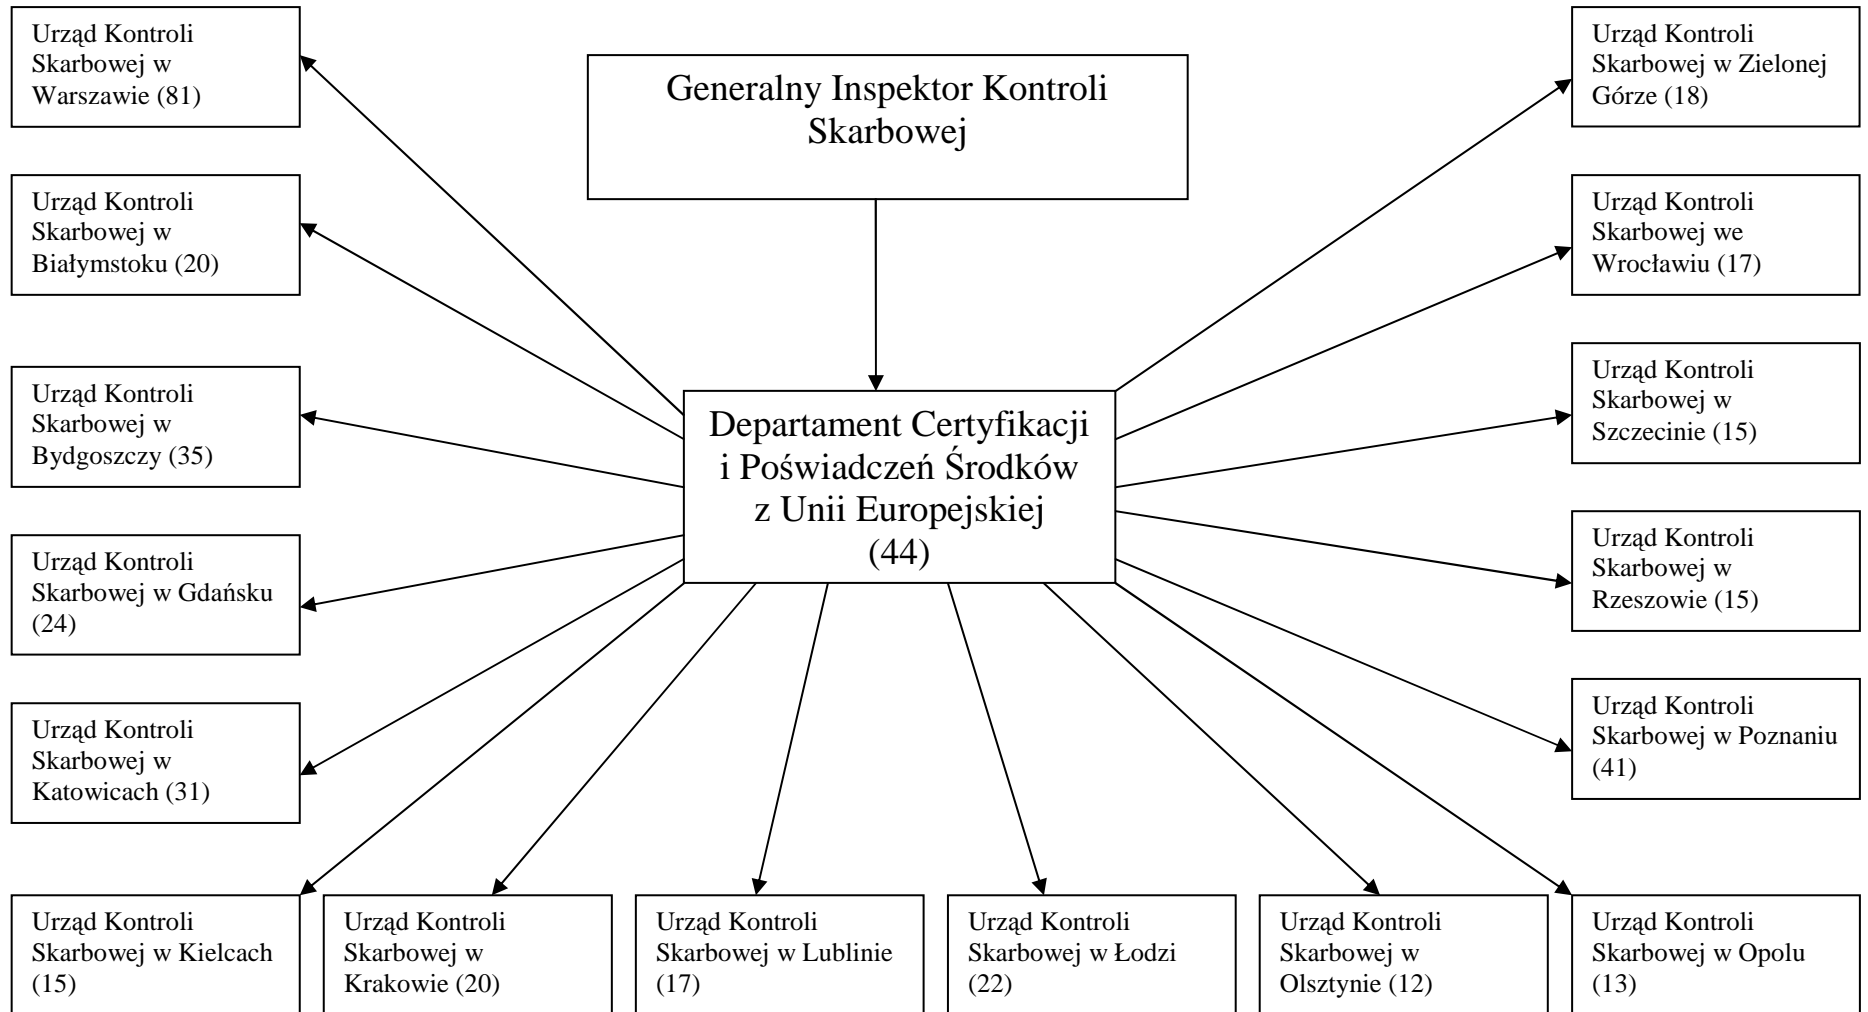 Urząd Kontroli
Skarbowej w
Warszawie (81)
Generalny Inspektor Kontroli
Skarbowej
Urząd Kontroli
Skarbowej w Zielonej
Górze (18)
Urząd Kontroli
Skarbowej w
Białymstoku (20)
Urząd Kontroli
Skarbowej we
Wrocławiu (17)
Urząd Kontroli
Skarbowej w
Bydgoszczy (35)
Departament Certyfikacji
i Poświadczeń Środków
z Unii Europejskiej
(44)
Urząd Kontroli
Skarbowej w
Szczecinie (15)
Urząd Kontroli
Skarbowej w Gdańsku
(24)
Urząd Kontroli
Skarbowej w
Rzeszowie (15)
Urząd Kontroli
Skarbowej w
Katowicach (31)
Urząd Kontroli
Skarbowej w Poznaniu
(41)
Urząd Kontroli
Skarbowej w Kielcach
(15)
Urząd Kontroli
Skarbowej w
Krakowie (20)
Urząd Kontroli
Skarbowej w Lublinie
(17)
Urząd Kontroli
Skarbowej w Łodzi
(22)
Urząd Kontroli
Skarbowej w
Olsztynie (12)
Urząd Kontroli
Skarbowej w Opolu
(13)